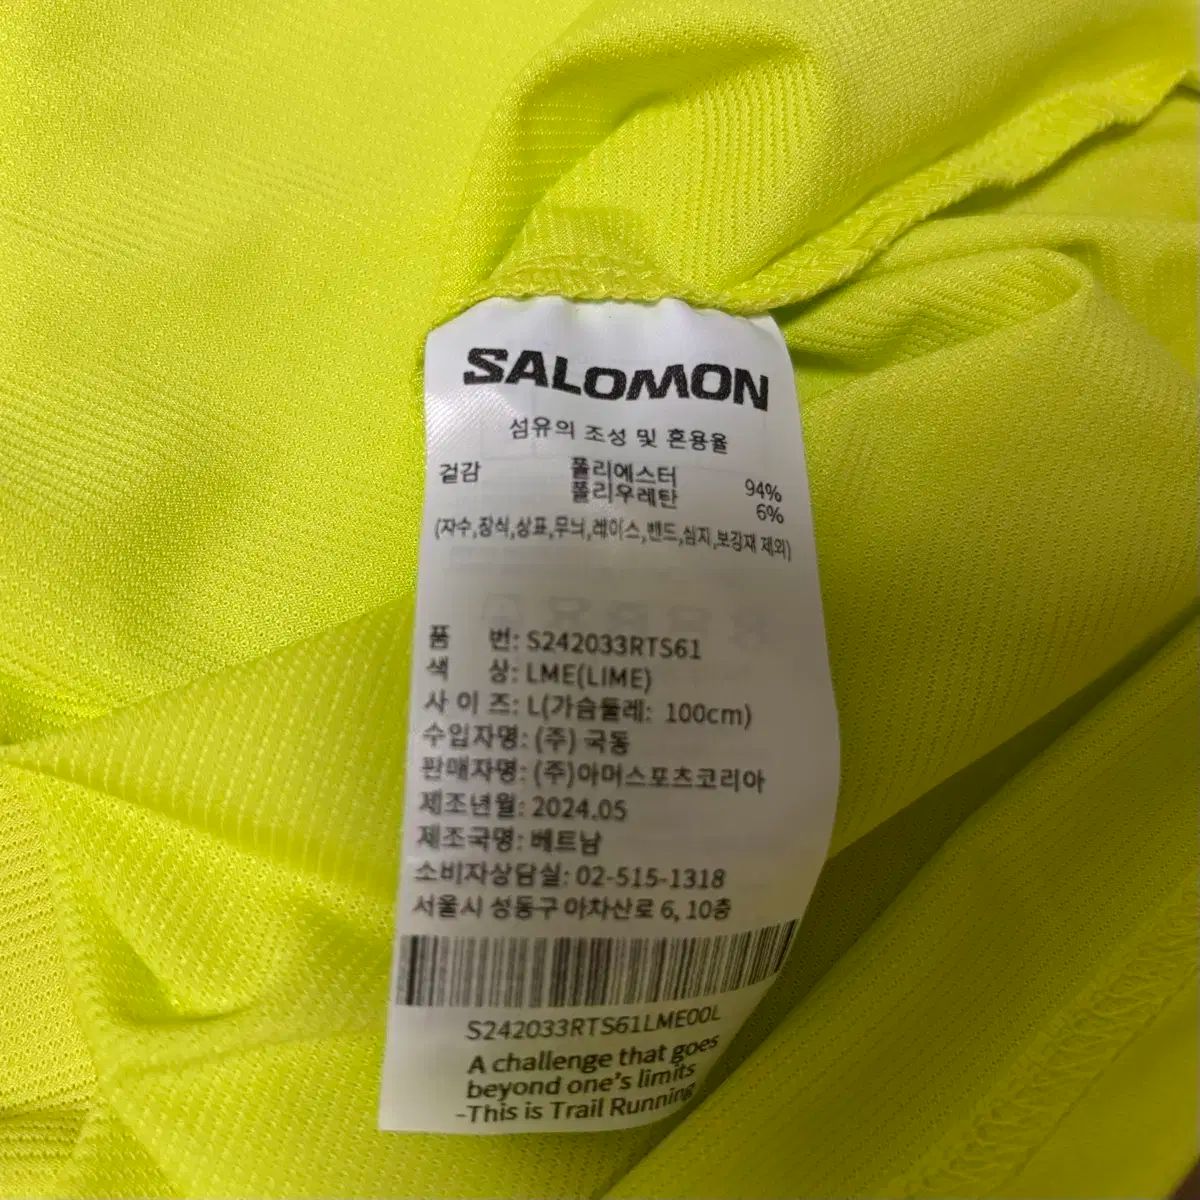 SALOMON
섬유의 조성 및 혼용율
겉감 폴리에스터 94%
폴리우레탄 6%
(자수,장식,상표,무늬,레이스,밴드,심지,보강재 제외)
품 번: S242033RTS61
색 상: LME(LIME)
사 이 즈: L(가슴둘레: 100cm)
수입자명: (주) 국동
판매자명: (주)아머스포츠코리아
제조년월: 2024.05
제조국명: 베트남
소비자상담실: 02-515-1318
서울시 성동구 아차산로 6, 10층
S242033RTS61LME00L
A challenge that goes
beyond one's limits
-This is Trail Running